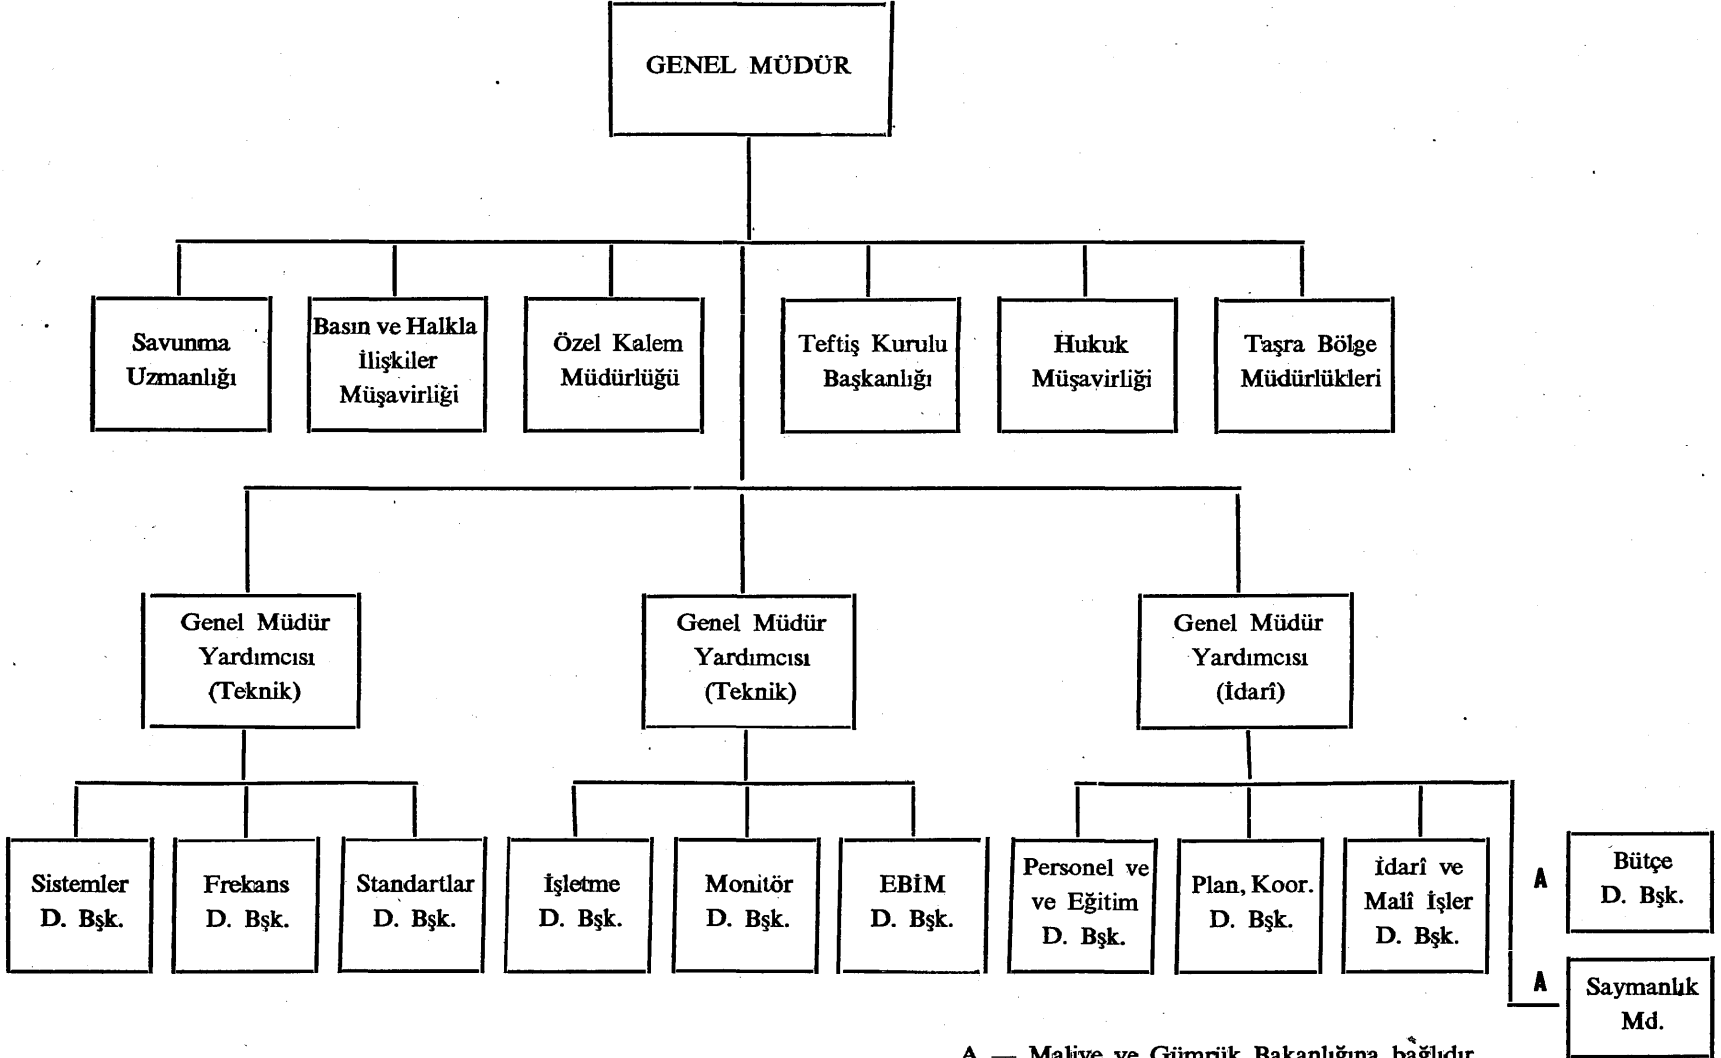 GENEL MÜDÜR
Savunma
Uzmanlığı
Basın ve Halkla
İlişkiler
Müşavirliği
Özel Kalem
Müdürlüğü
Teftiş Kurulu
Başkanlığı
Hukuk
Müşavirliği
Taşra Bölge
Müdürlükleri
Genel Müdür
Yardımcısı
(Teknik)
Genel Müdür
Yardımcısı
(Teknik)
Genel Müdür
Yardımcısı
(İdarî)
Sistemler
D. Bşk.
Frekans
D. Bşk.
Standartlar
D. Bşk.
İşletme
D. Bşk.
Monitör
D. Bşk.
EBİM
D. Bşk.
Personel ve
ve Eğitim
D. Bşk.
Plan, Koor.
D. Bşk.
İdarî ve
Malî İşler
D. Bşk.
A
Bütçe
D. Bşk.
A
Saymanlık
Md.
A — Maliye ve Gümrük Bakanlığına bağlıdır